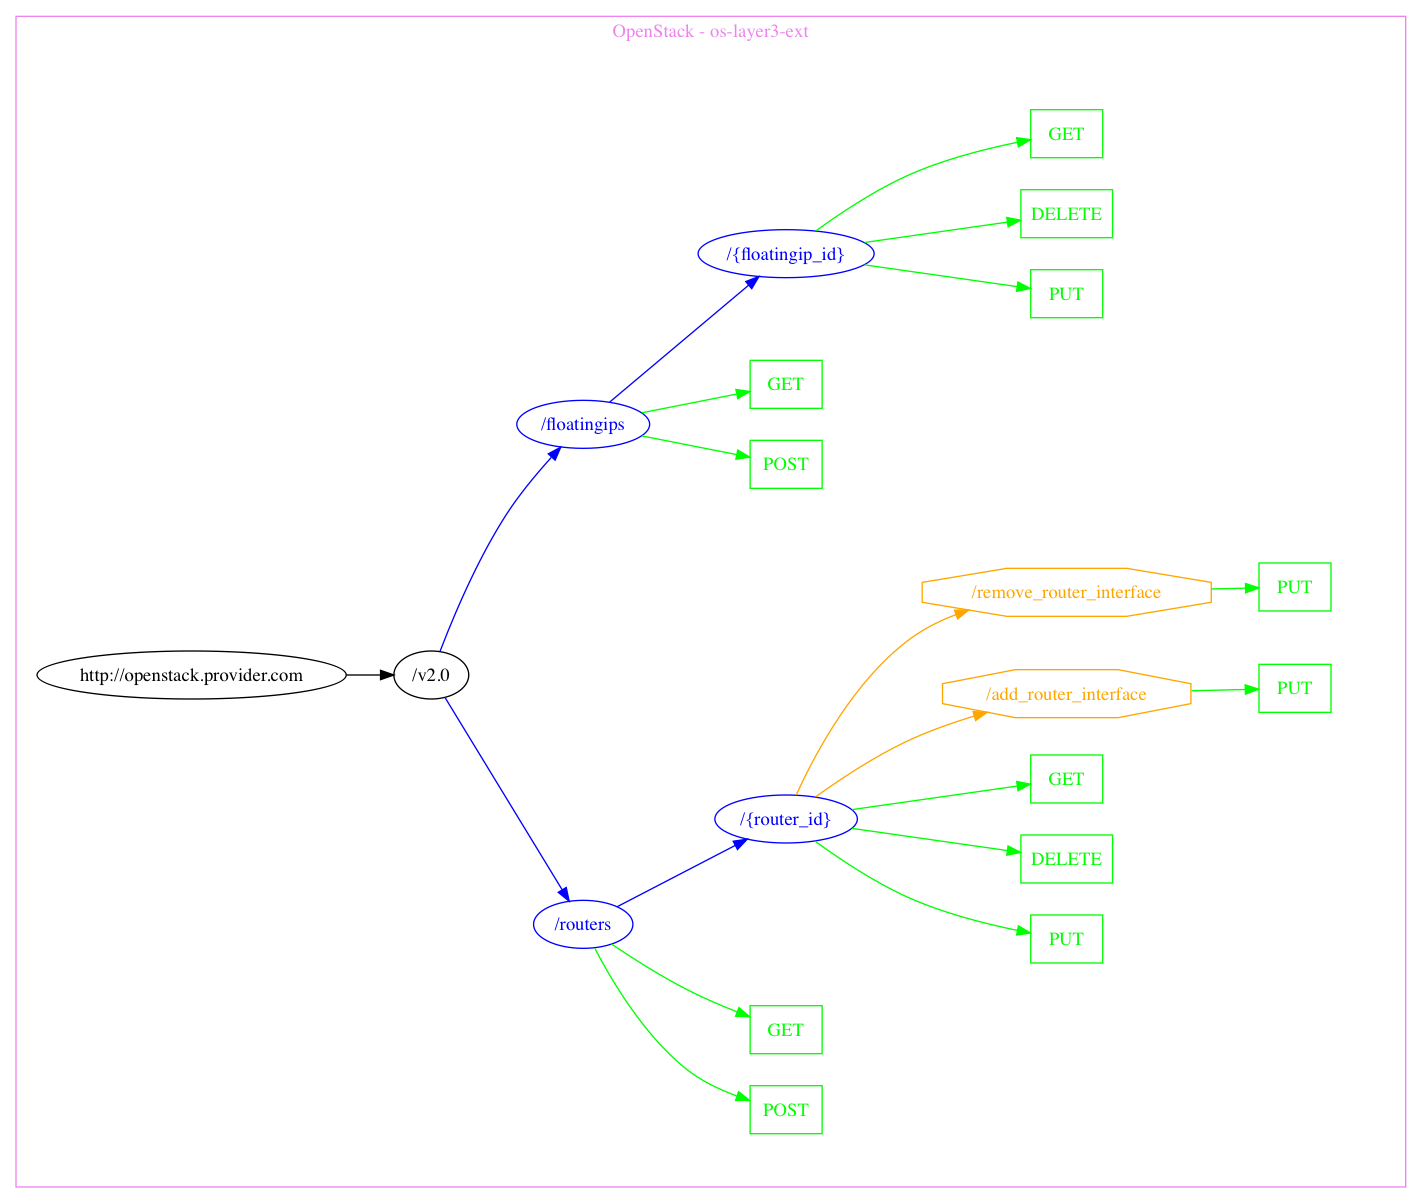 OpenStack - os-layer3-ext
GET
DELETE
/{floatingip_id}
PUT
GET
/floatingips
POST
/remove_router_interface
PUT
http://openstack.provider.com
/v2.0
/add_router_interface
PUT
GET
/{router_id}
DELETE
/routers
PUT
GET
POST